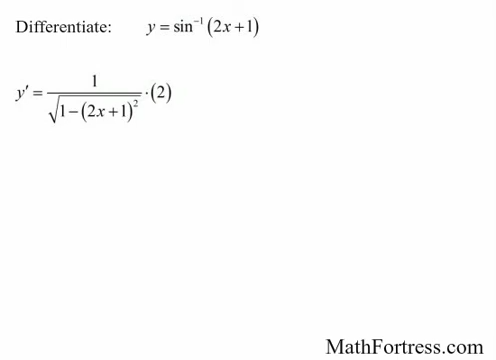 Differentiate: y = sin⁻¹(2x+1)
y′ = 1/√(1−(2x+1)²) · (2)
MathFortress.com